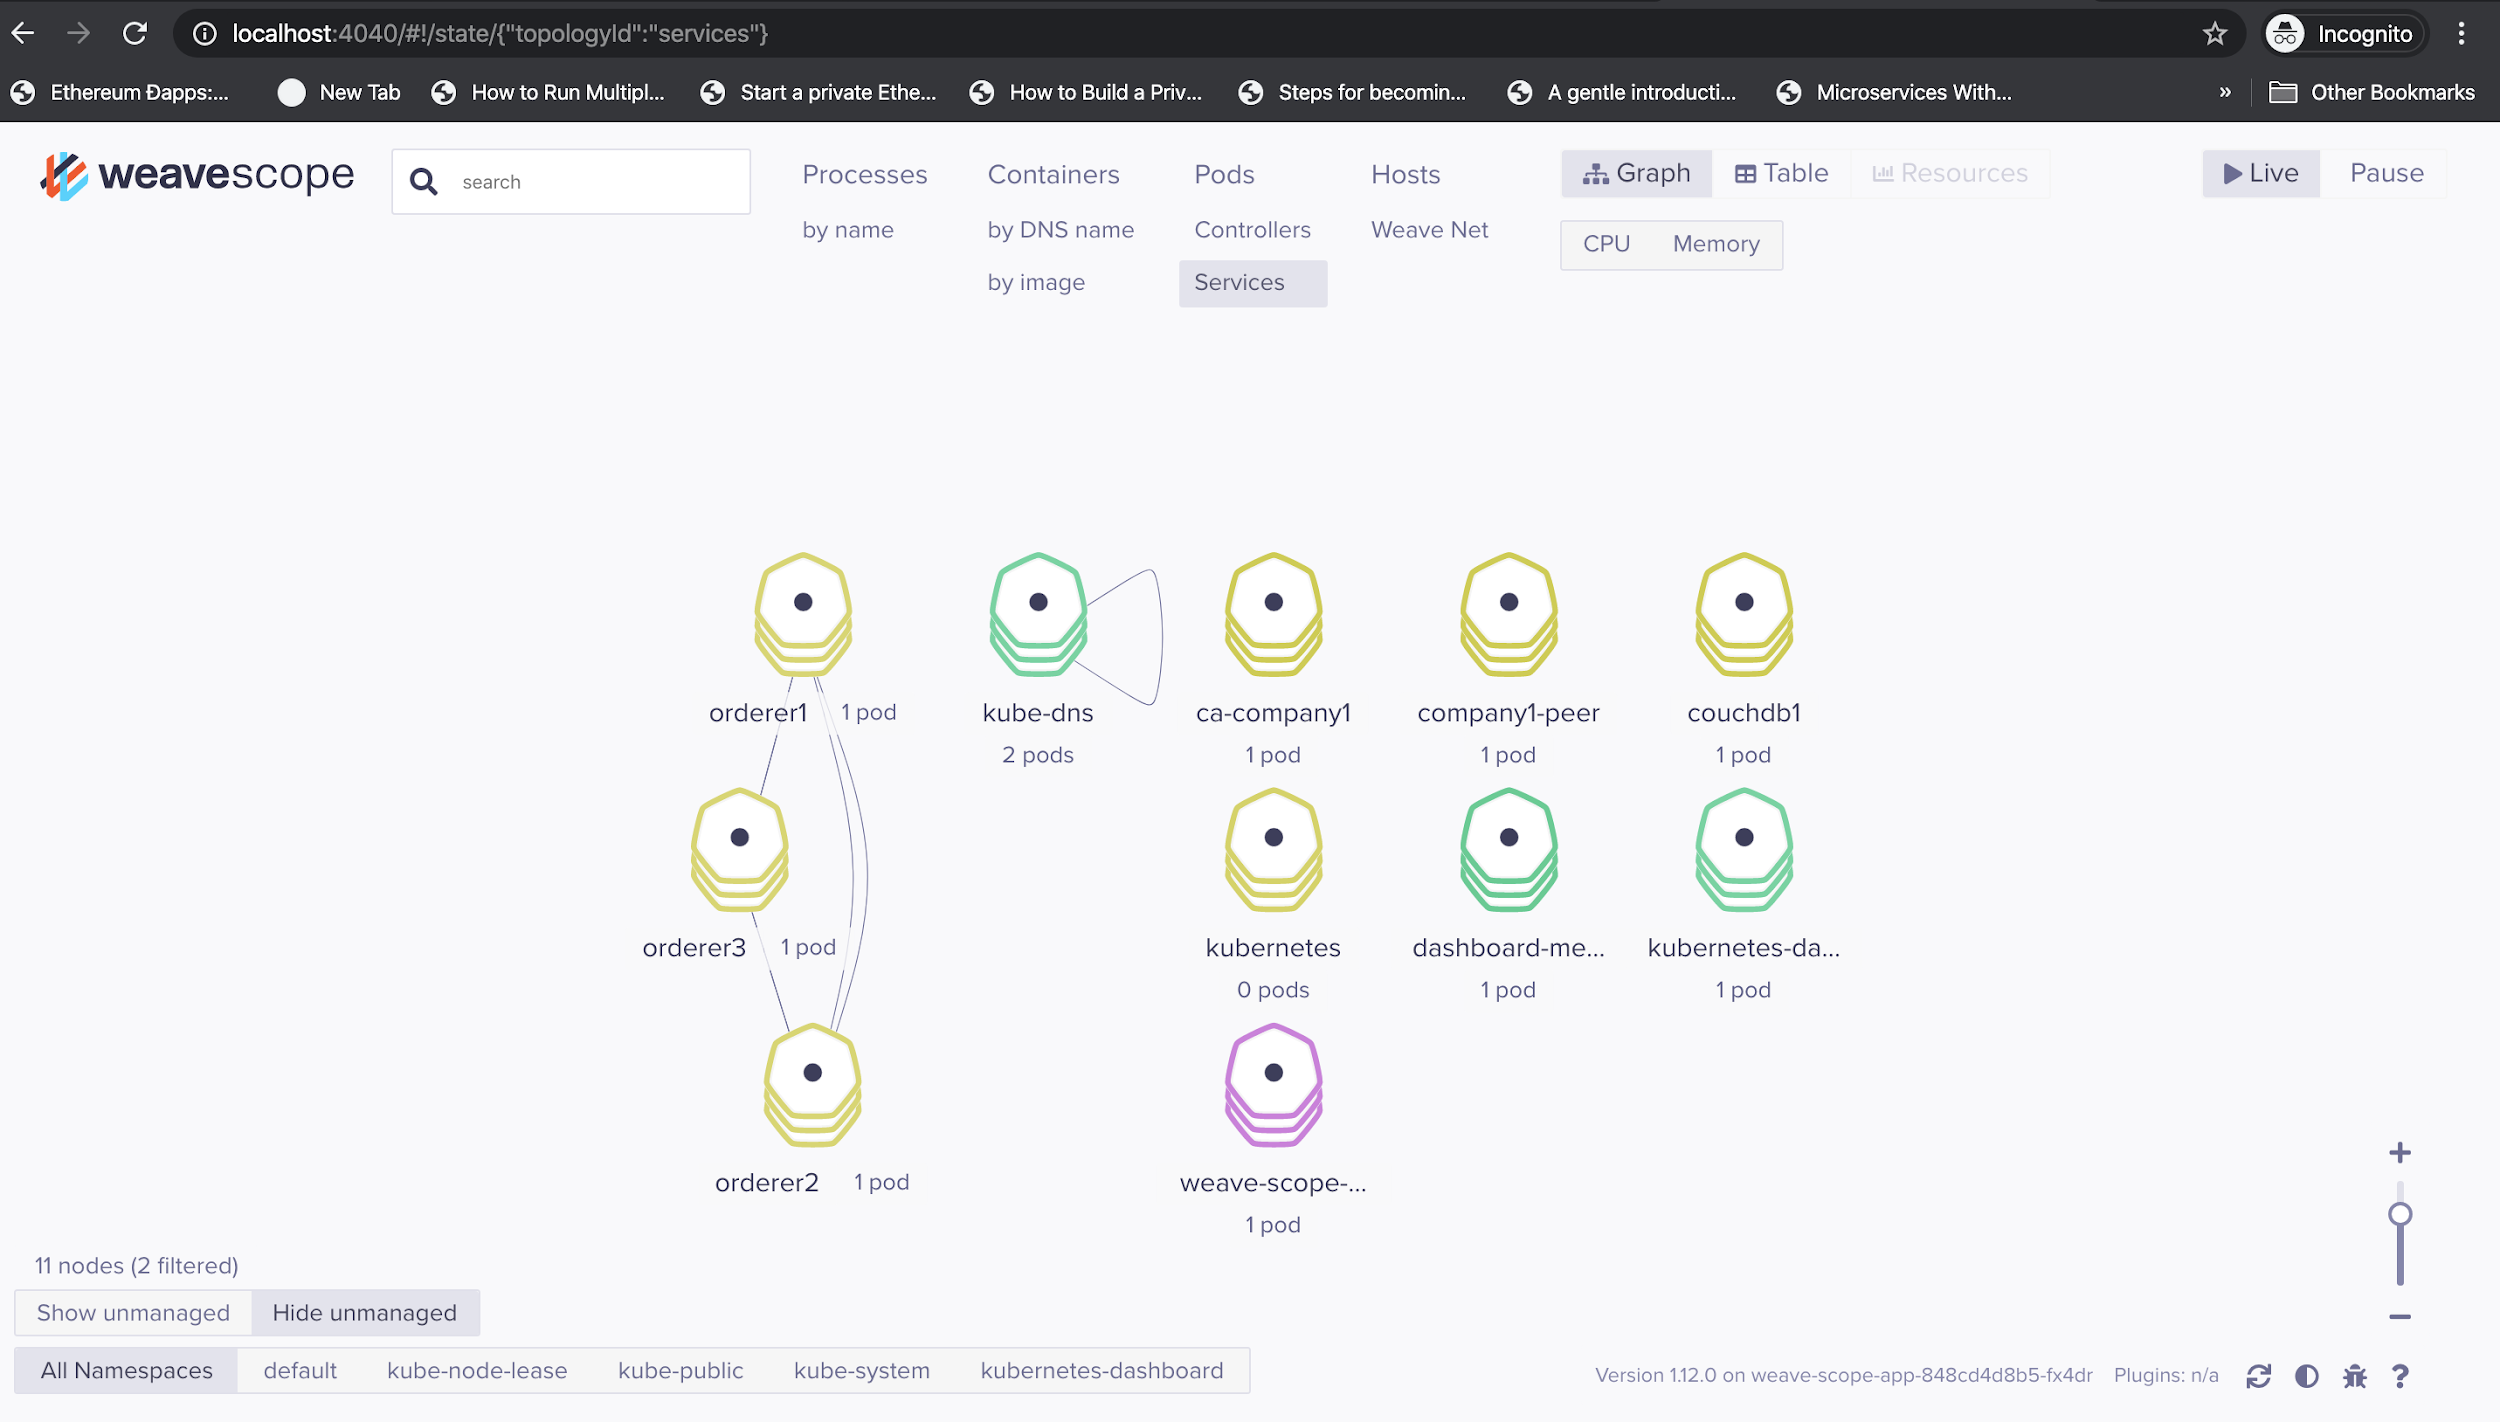 localhost:4040/#!/state/{"topologyId":"services"}
Incognito
Ethereum Đapps:...
New Tab
How to Run Multipl...
Start a private Ethe...
How to Build a Priv...
Steps for becomin...
A gentle introducti...
Microservices With...
»
Other Bookmarks
weavescope
search
Processes
by name
Containers
by DNS name
by image
Pods
Controllers
Services
Hosts
Weave Net
Graph
Table
Resources
CPU
Memory
Live
Pause
orderer1
1 pod
kube-dns
2 pods
ca-company1
1 pod
company1-peer
1 pod
couchdb1
1 pod
orderer3
1 pod
kubernetes
0 pods
dashboard-me...
1 pod
kubernetes-da...
1 pod
orderer2
1 pod
weave-scope-...
1 pod
11 nodes (2 filtered)
Show unmanaged
Hide unmanaged
All Namespaces
default
kube-node-lease
kube-public
kube-system
kubernetes-dashboard
Version 1.12.0 on weave-scope-app-848cd4d8b5-fx4dr
Plugins: n/a
?